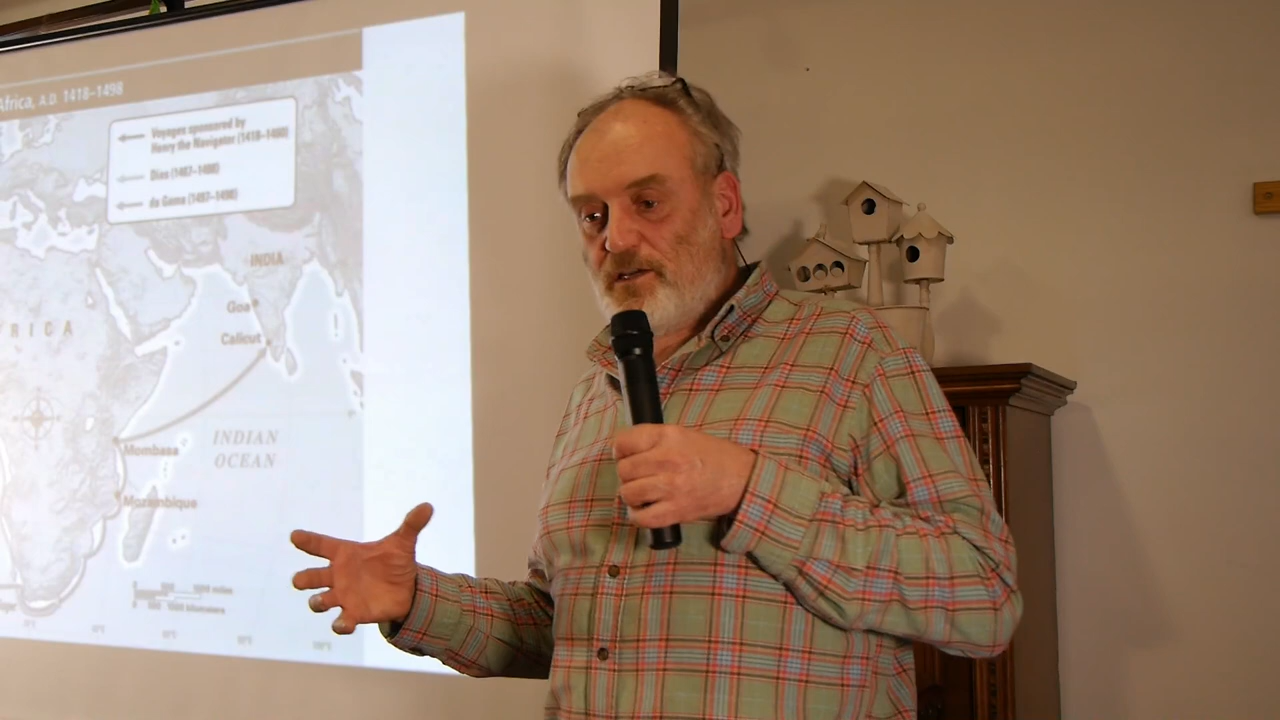 Africa, A.D. 1418–1498
Voyages sponsored by
Henry the Navigator (1418–1460)
Dias (1487–1488)
da Gama (1497–1498)
INDIA
Goa
RICA
Calicut
INDIAN
OCEAN
Mombasa
Mozambique